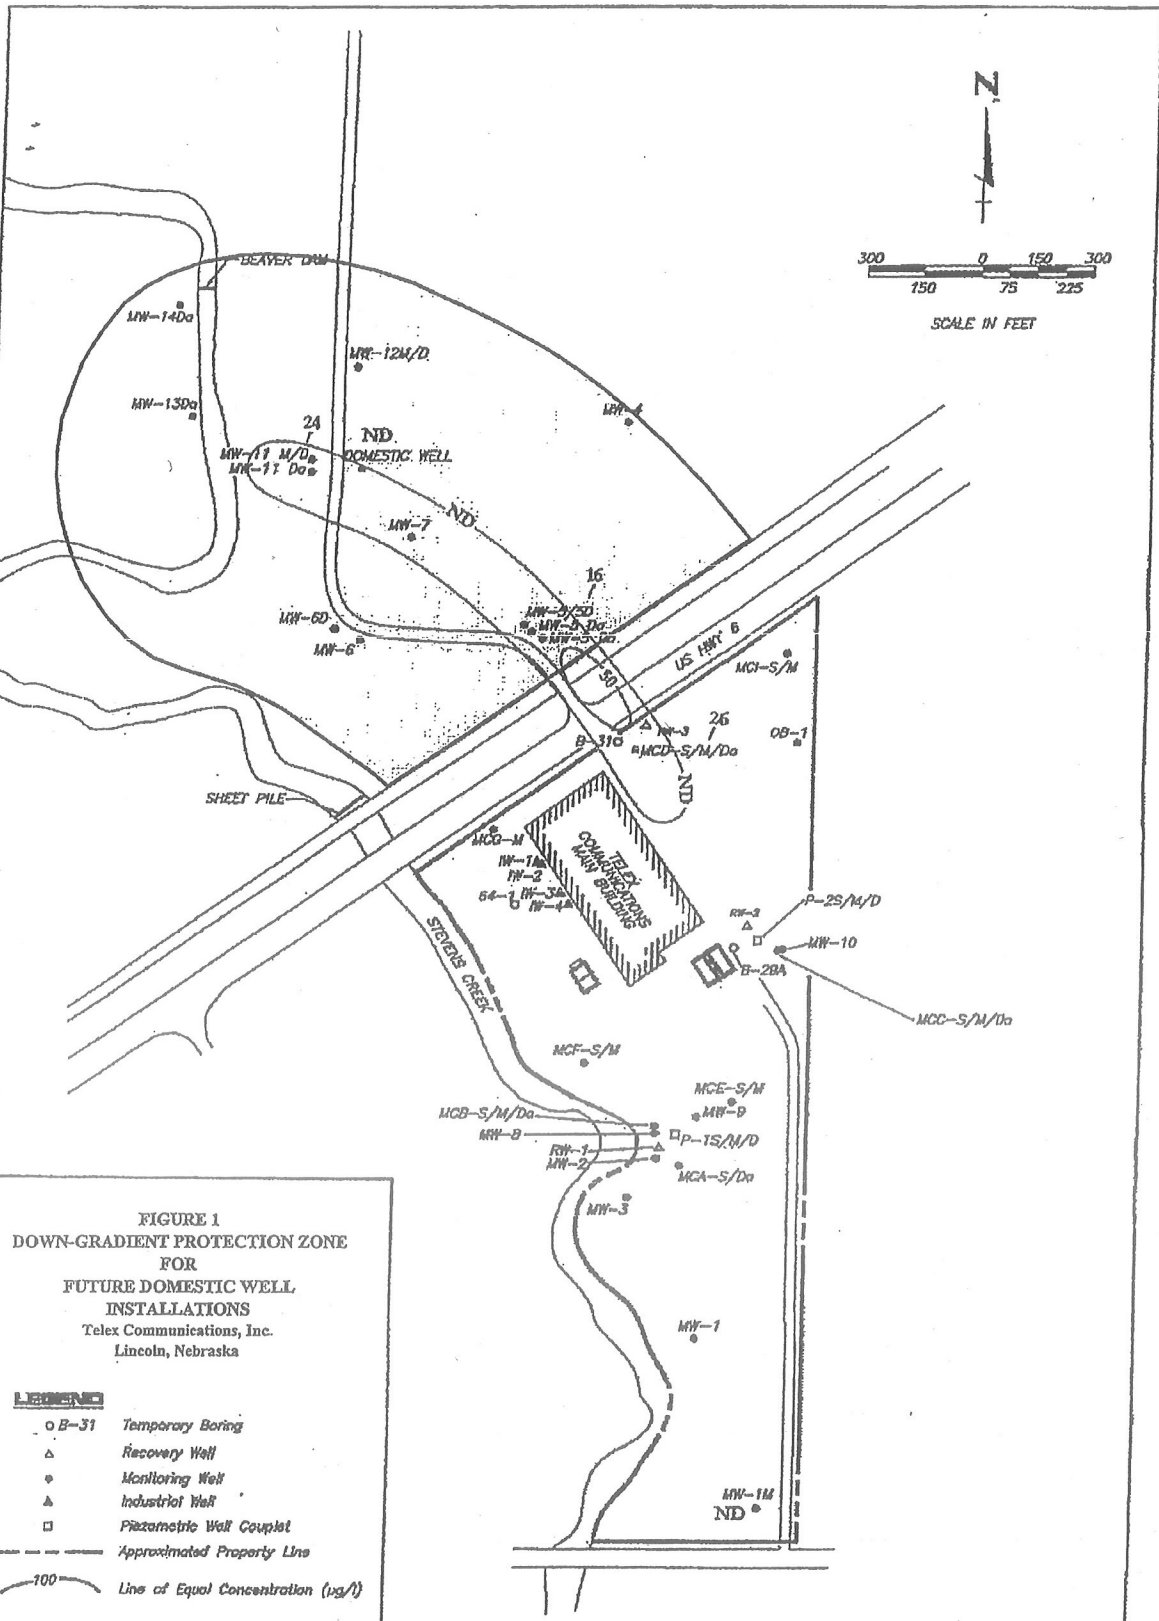 N
300 0 150 300
150 75 225
SCALE IN FEET
BEAVER DAM
MW-14Da
MW-12M/D
MW-13Da
MW-4
24
ND
MW-11 M/D
DOMESTIC WELL
MW-11 Da
ND
MW-7
16
MW-5/5D
MW-6D
MW-6
50
US HWY 6
MCI-S/M
26
B-31
MCD-S/M/Da
OB-1
ND
SHEET PILE
MCG-M
IW-1
IW-2
IW-3
64-1
IW-4
TELEX
COMMUNICATIONS
MAIN BUILDING
STEVENS CREEK
P-2S/M/D
MW-10
B-28A
MCC-S/M/Da
MCF-S/M
MCE-S/M
MW-9
MCB-S/M/Da
MW-8
P-1S/M/D
RW-1
MW-2
MCA-S/Da
MW-3
MW-1
MW-1M
ND
FIGURE 1
DOWN-GRADIENT PROTECTION ZONE
FOR
FUTURE DOMESTIC WELL
INSTALLATIONS
Telex Communications, Inc.
Lincoln, Nebraska
LEGEND
B-31 Temporary Boring
Recovery Well
Monitoring Well
Industrial Well
Piezometric Well Couplet
Approximated Property Line
100 Line of Equal Concentration (ug/l)